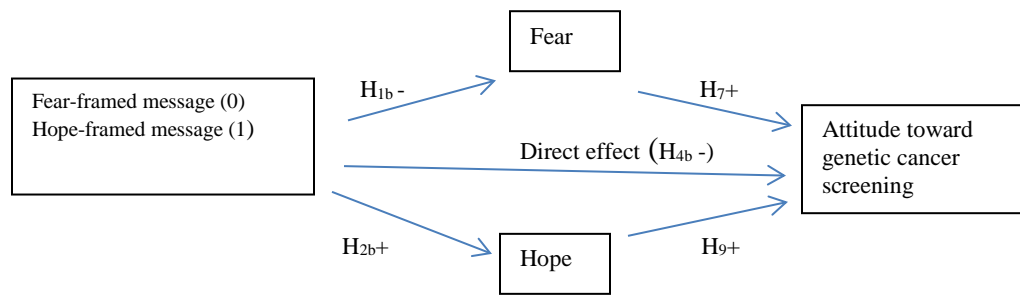 Fear
Fear-framed message (0)
Hope-framed message (1)
H1b -
H7+
Direct effect (H4b -)
Attitude toward
genetic cancer
screening
H2b+
Hope
H9+